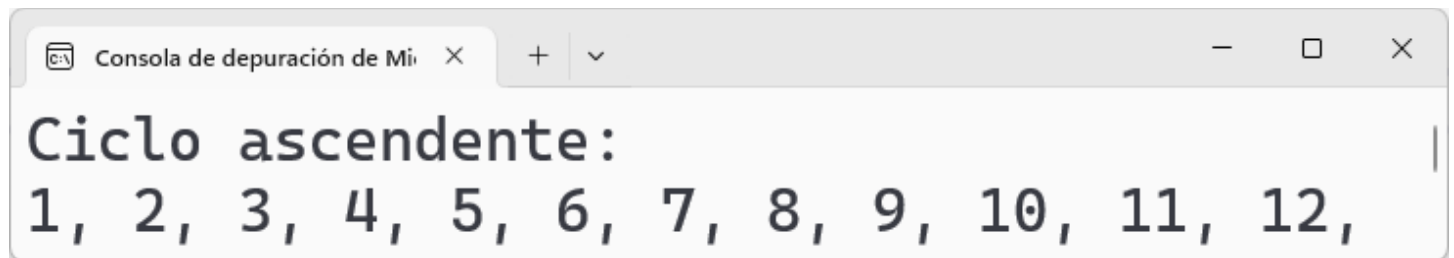 Consola de depuración de Mi
Ciclo ascendente:
1, 2, 3, 4, 5, 6, 7, 8, 9, 10, 11, 12,